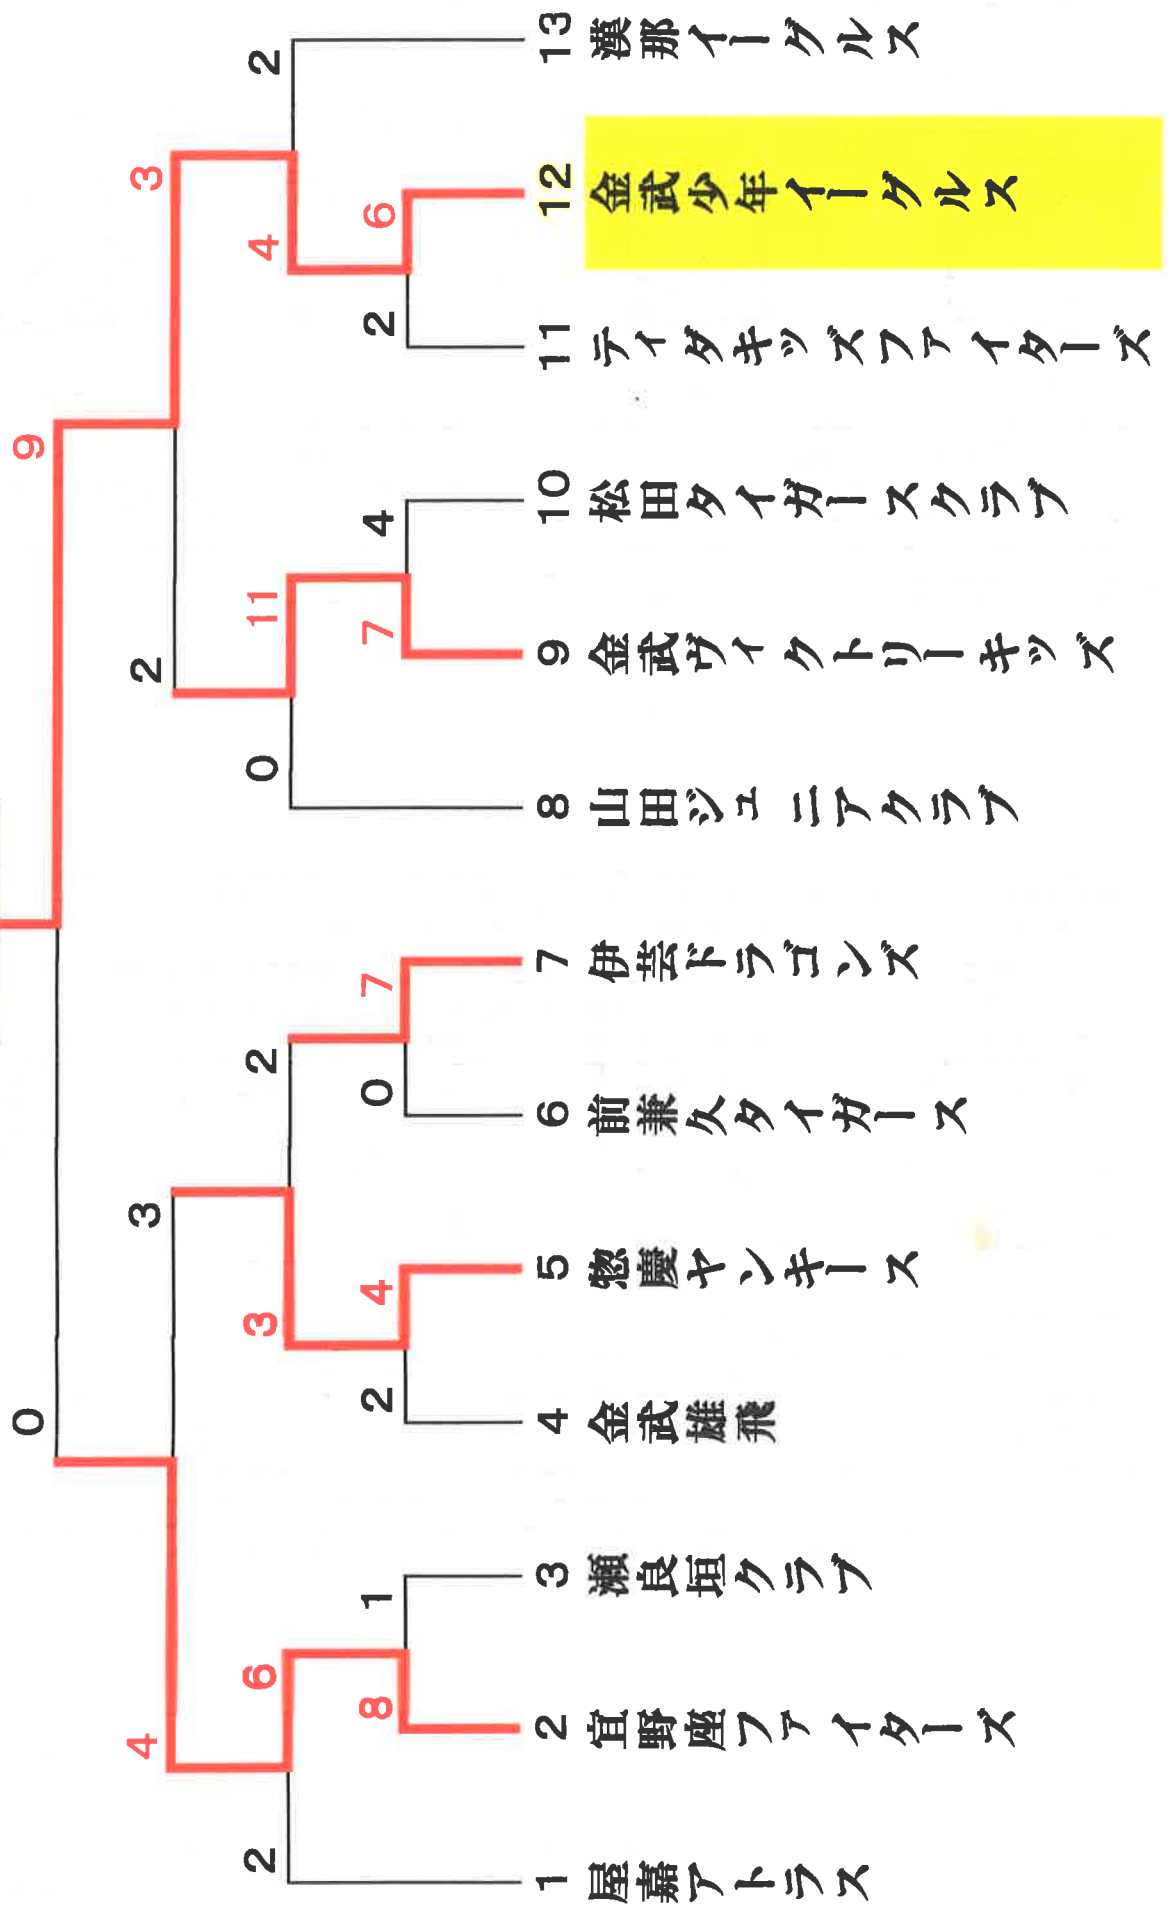 0 9
4 3 2 3
2 6 3 2 0 11 4 2
8 1 2 4 0 7 7 4 2 6
1 屋嘉アトラス
2 宜野座ファイターズ
3 瀬良垣クラブ
4 金武雄飛
5 惣慶ヤンキース
6 前兼久タイガース
7 伊芸ドラゴンズ
8 山田ジュニアクラブ
9 金武ヴィクトリーキッズ
10 松田タイガースクラブ
11 ティダキッズファイターズ
12 金武少年イーグルス
13 漢那イーグルス